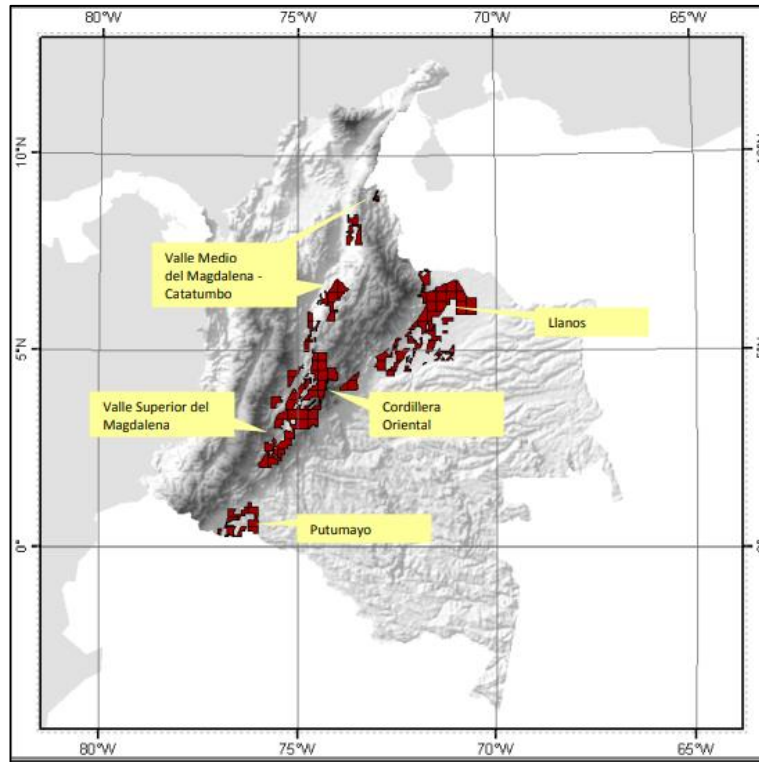 80°W 75°W 70°W 65°W
10°N
Valle Medio
del Magdalena -
Catatumbo
Llanos
5°N
Valle Superior del
Magdalena
Cordillera
Oriental
Putumayo
0°
80°W 75°W 70°W 65°W